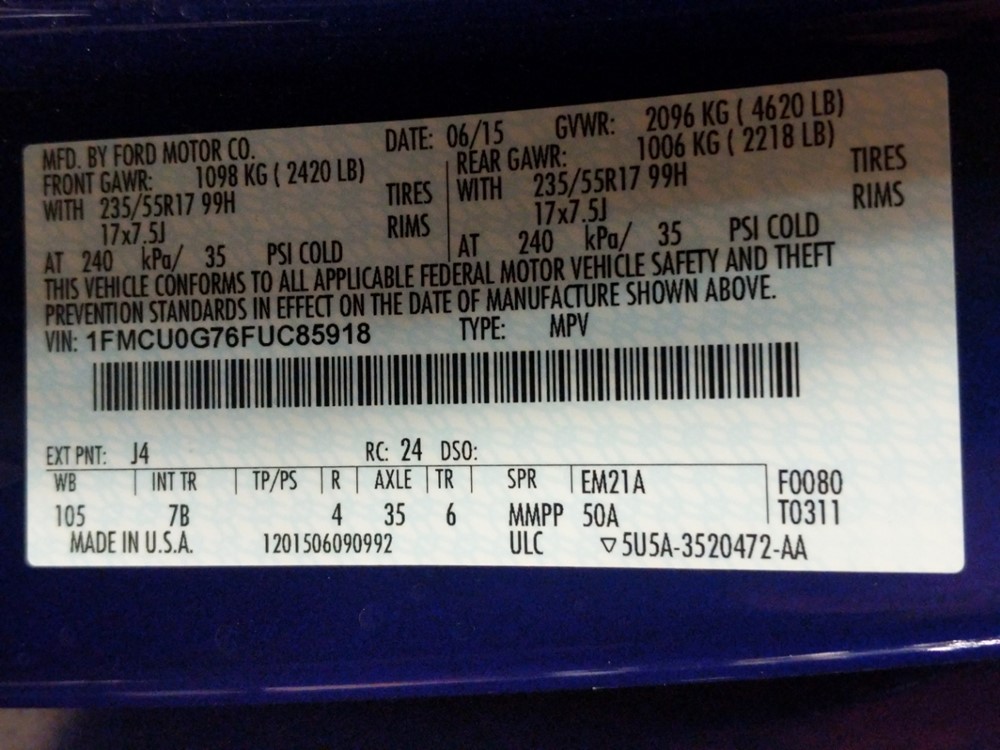 MFD. BY FORD MOTOR CO. DATE: 06/15 GVWR: 2096 KG ( 4620 LB)
FRONT GAWR: 1098 KG ( 2420 LB) REAR GAWR: 1006 KG ( 2218 LB)
WITH 235/55R17 99H TIRES WITH 235/55R17 99H TIRES
17x7.5J RIMS 17x7.5J RIMS
AT 240 kPa/ 35 PSI COLD AT 240 kPa/ 35 PSI COLD
THIS VEHICLE CONFORMS TO ALL APPLICABLE FEDERAL MOTOR VEHICLE SAFETY AND THEFT
PREVENTION STANDARDS IN EFFECT ON THE DATE OF MANUFACTURE SHOWN ABOVE.
VIN: 1FMCU0G76FUC85918 TYPE: MPV
EXT PNT: J4 RC: 24 DSO:
WB INT TR TP/PS R AXLE TR SPR EM21A F0080
105 7B 4 35 6 MMPP 50A T0311
MADE IN U.S.A. 1201506090992 ULC ▽5U5A-3520472-AA